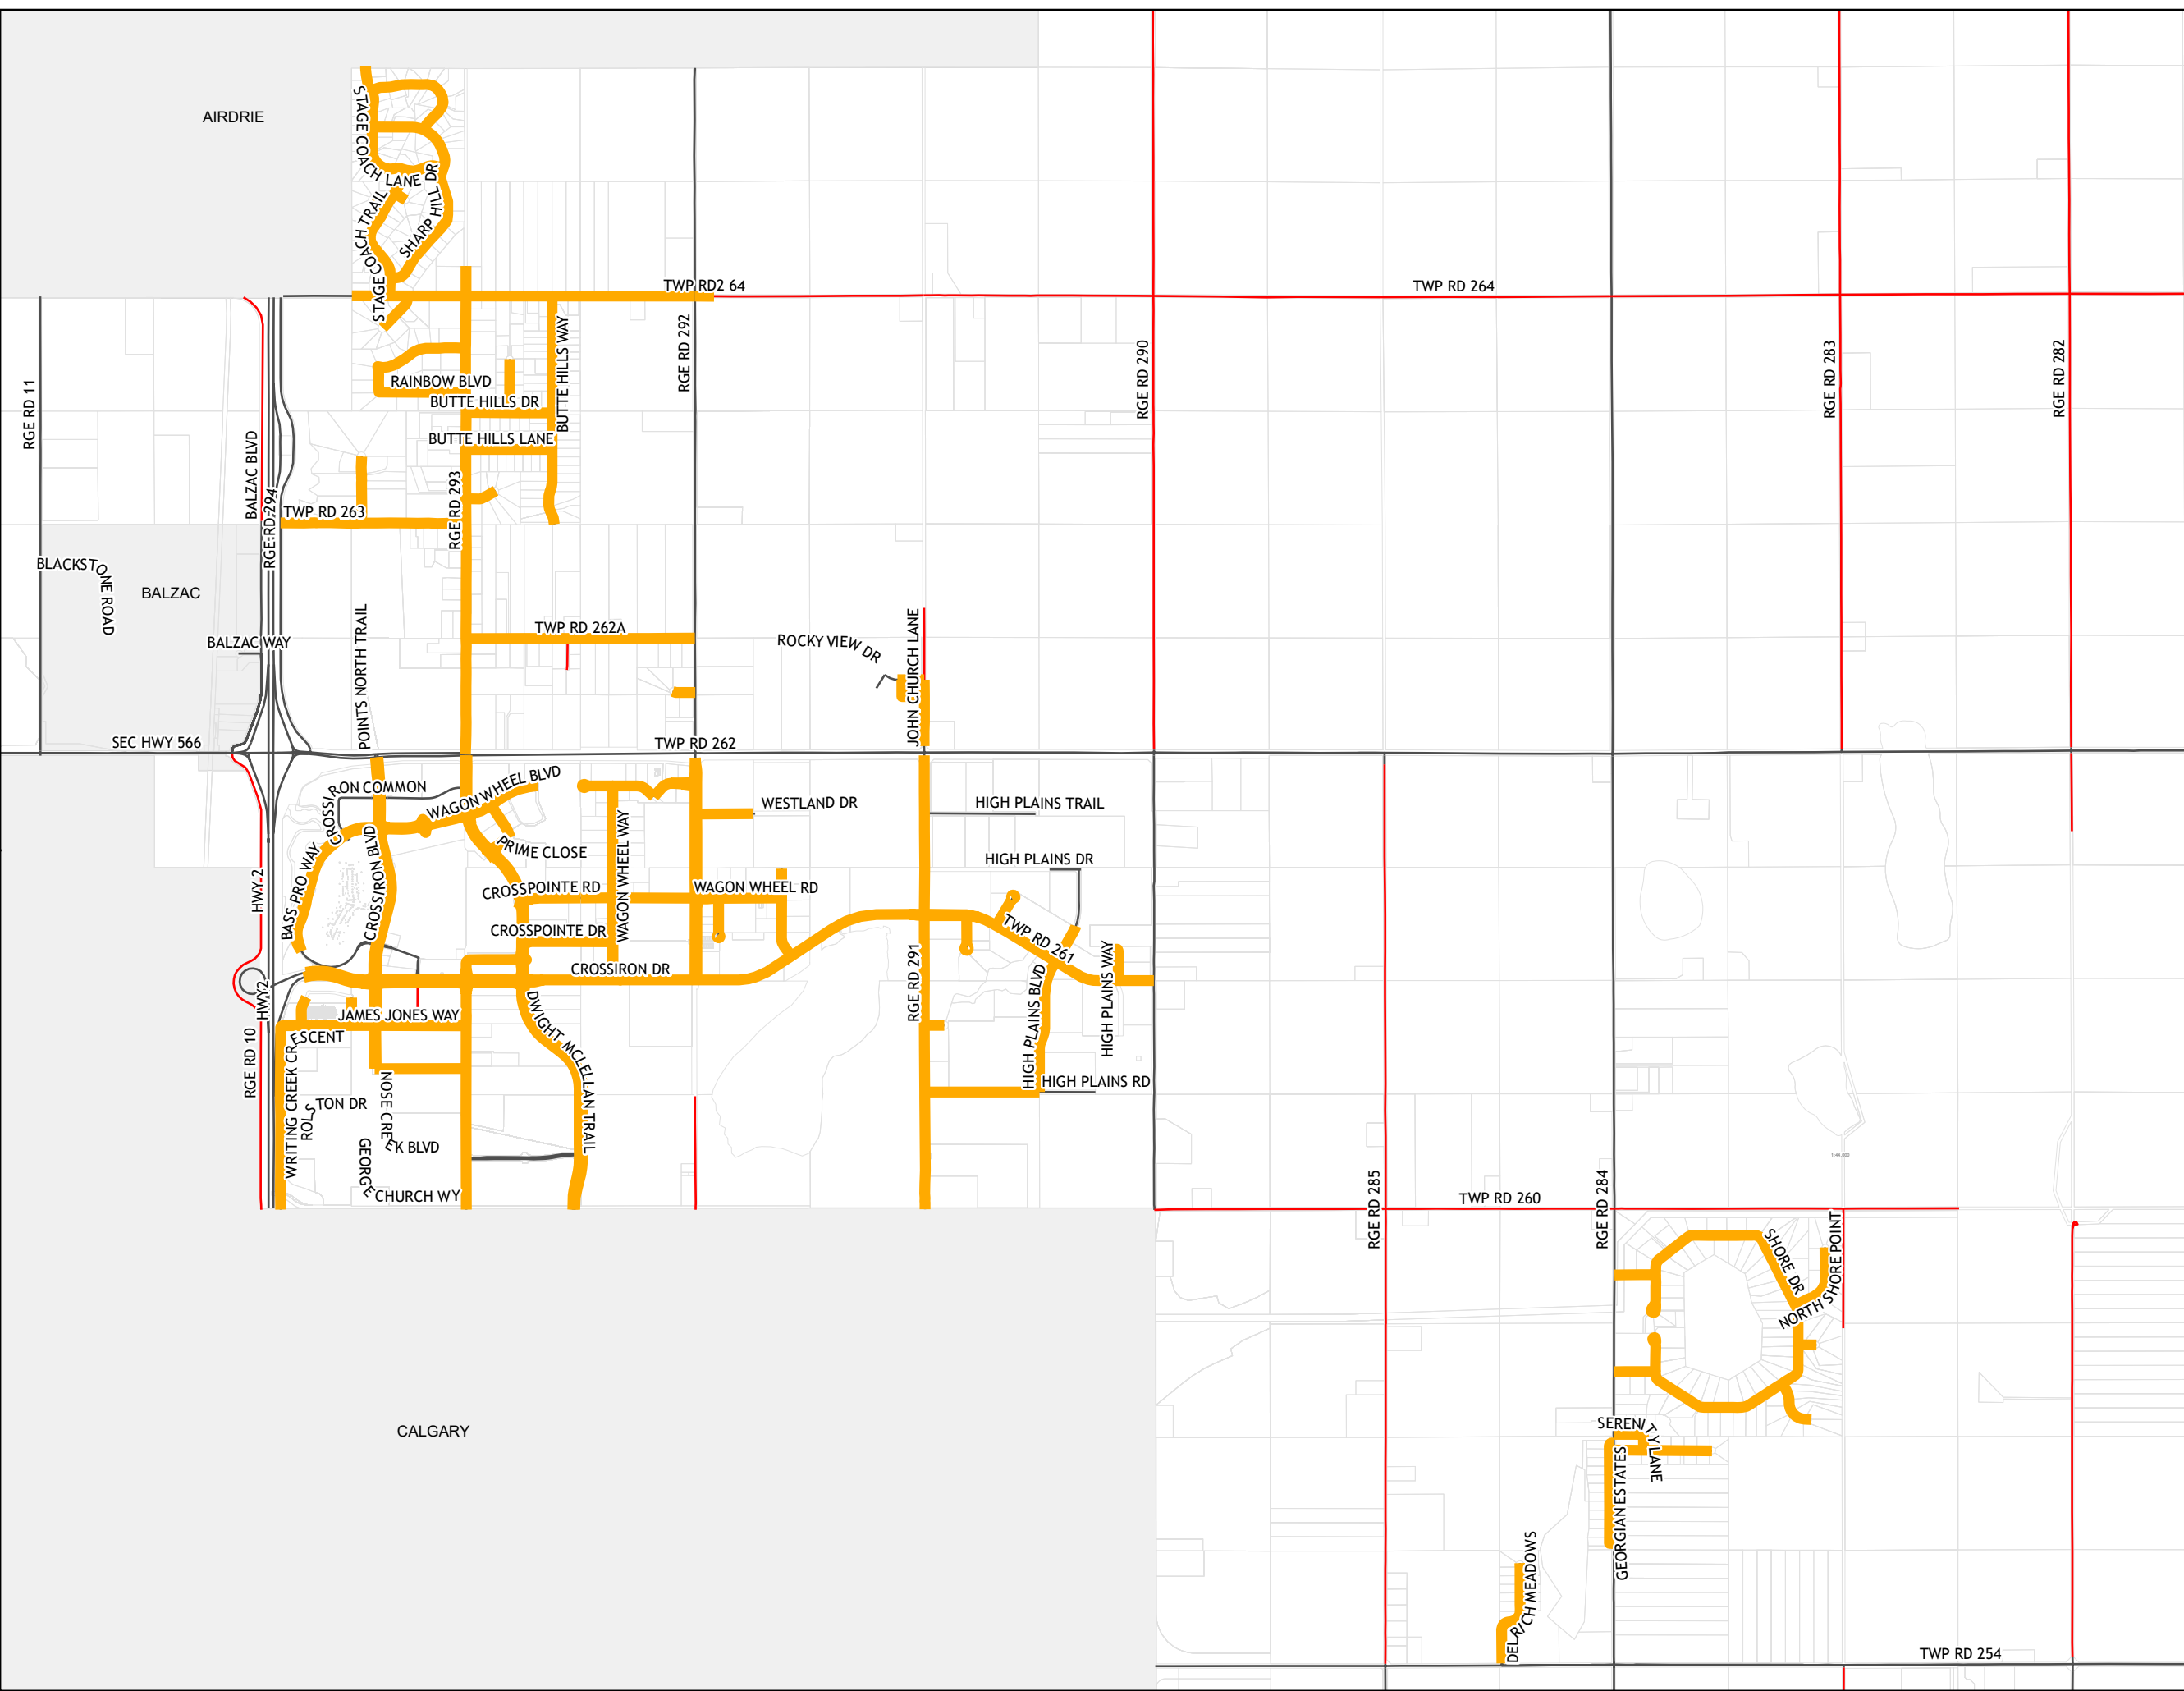 AIRDRIE
STAGE COACH LANE
SHARP HILL DR
STAGE COACH TRAIL
TWP RD2 64
TWP RD 264
RGE RD 11
BALZAC BLVD
RGE RD 294
RAINBOW BLVD
BUTTE HILLS DR
BUTTE HILLS LANE
BUTTE HILLS WAY
RGE RD 292
RGE RD 290
RGE RD 283
RGE RD 282
TWP RD 263
RGE RD 293
BLACKSTONE ROAD
BALZAC
BALZAC WAY
POINTS NORTH TRAIL
TWP RD 262A
ROCKY VIEW DR
JOHN CHURCH LANE
SEC HWY 566
TWP RD 262
CROSSIRON COMMON
WAGON WHEEL BLVD
WESTLAND DR
HIGH PLAINS TRAIL
PRIME CLOSE
WAGON WHEEL WAY
HIGH PLAINS DR
HWY 2
BASS PRO WAY
CROSSIRON BLVD
CROSSPOINTE RD
WAGON WHEEL RD
CROSSPOINTE DR
TWP RD 261
CROSSIRON DR
RGE RD 291
HIGH PLAINS BLVD
HIGH PLAINS WAY
HWY2
JAMES JONES WAY
RGE RD 10
WRITING CREEK CRESCENT
DWIGHT MCLELLAN TRAIL
HIGH PLAINS RD
ROLSTON DR
NOSE CREEK BLVD
GEORGE CHURCH WY
1:44,000
RGE RD 285
TWP RD 260
RGE RD 284
SHORE DR
NORTH SHORE POINT
CALGARY
SERENITY LANE
GEORGIAN ESTATES
DELRICH MEADOWS
TWP RD 254